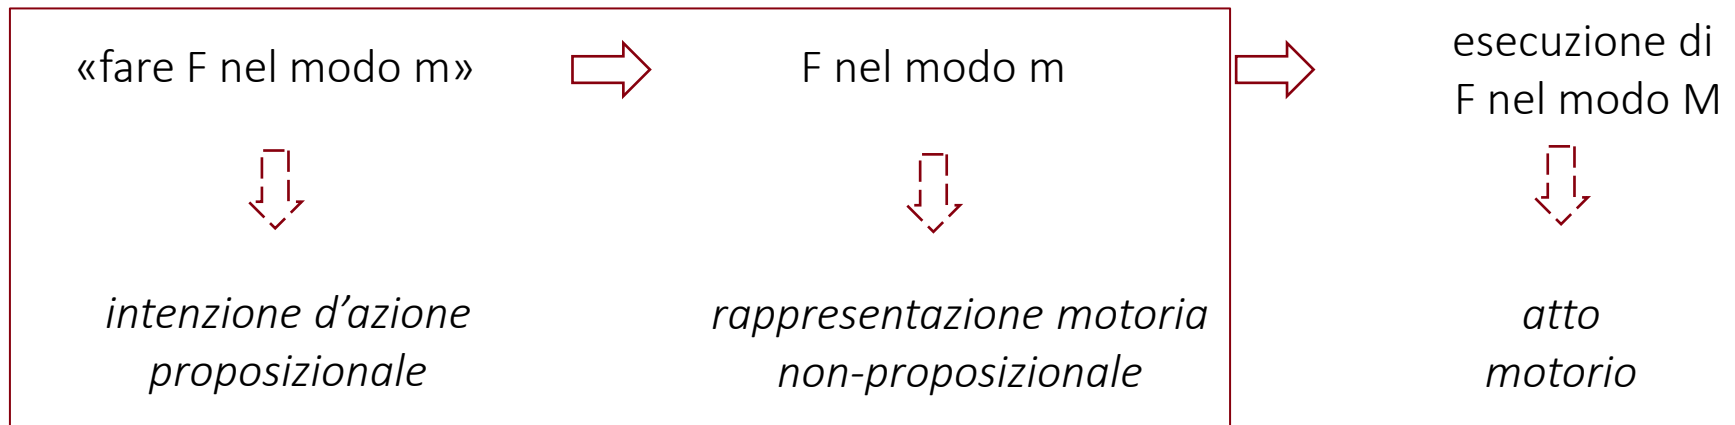 «fare F nel modo m»
F nel modo m
esecuzione di
F nel modo M
intenzione d’azione
proposizionale
rappresentazione motoria
non-proposizionale
atto
motorio